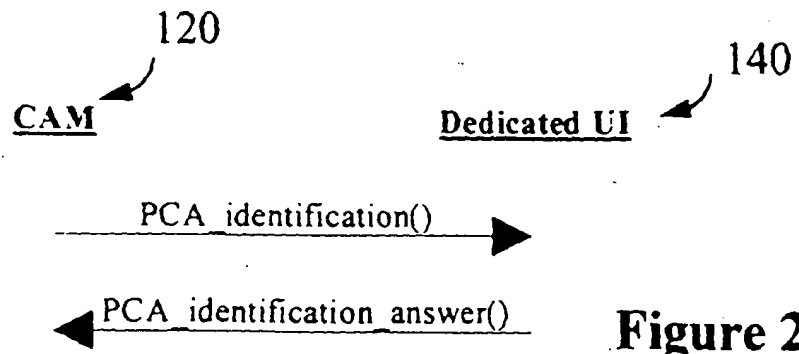 120
140
CAM
Dedicated UI
PCA_identification()
PCA_identification_answer()
Figure 2